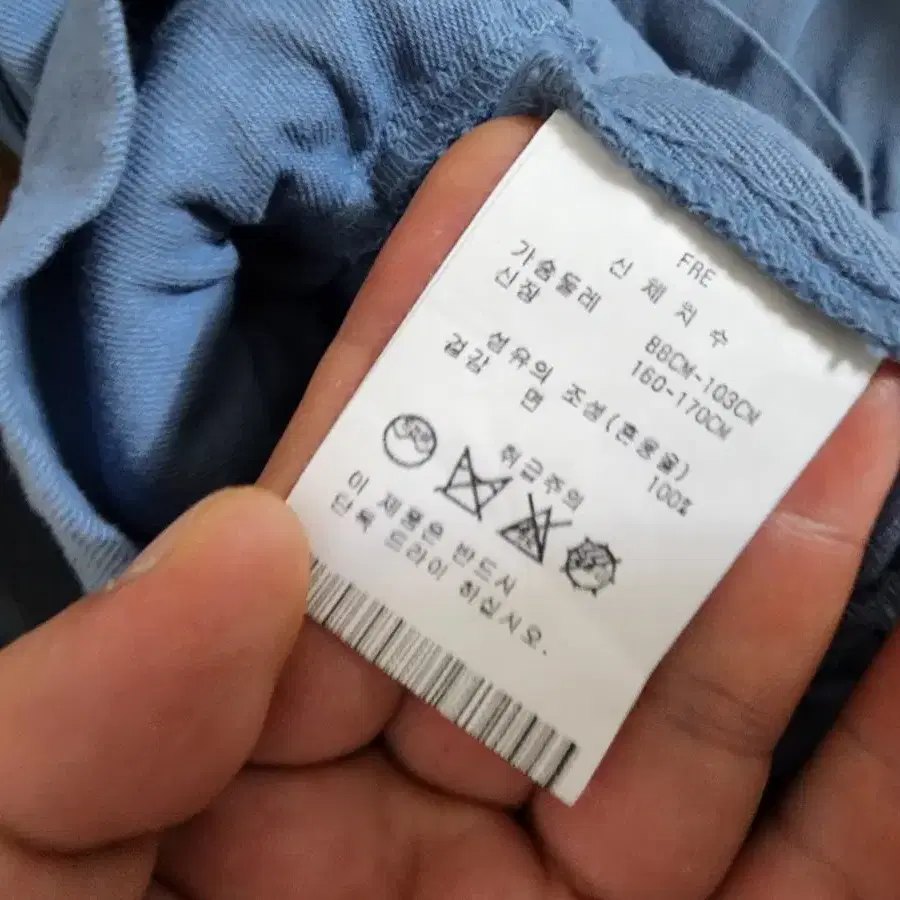 FRE
신 체 치 수
가슴둘레 88CM-103CM
신장 160-170CM
섬유의 조성(혼용율)
겉감 면 100%
취급주의
이 제품은 반드시
단독 드라이 하십시오.